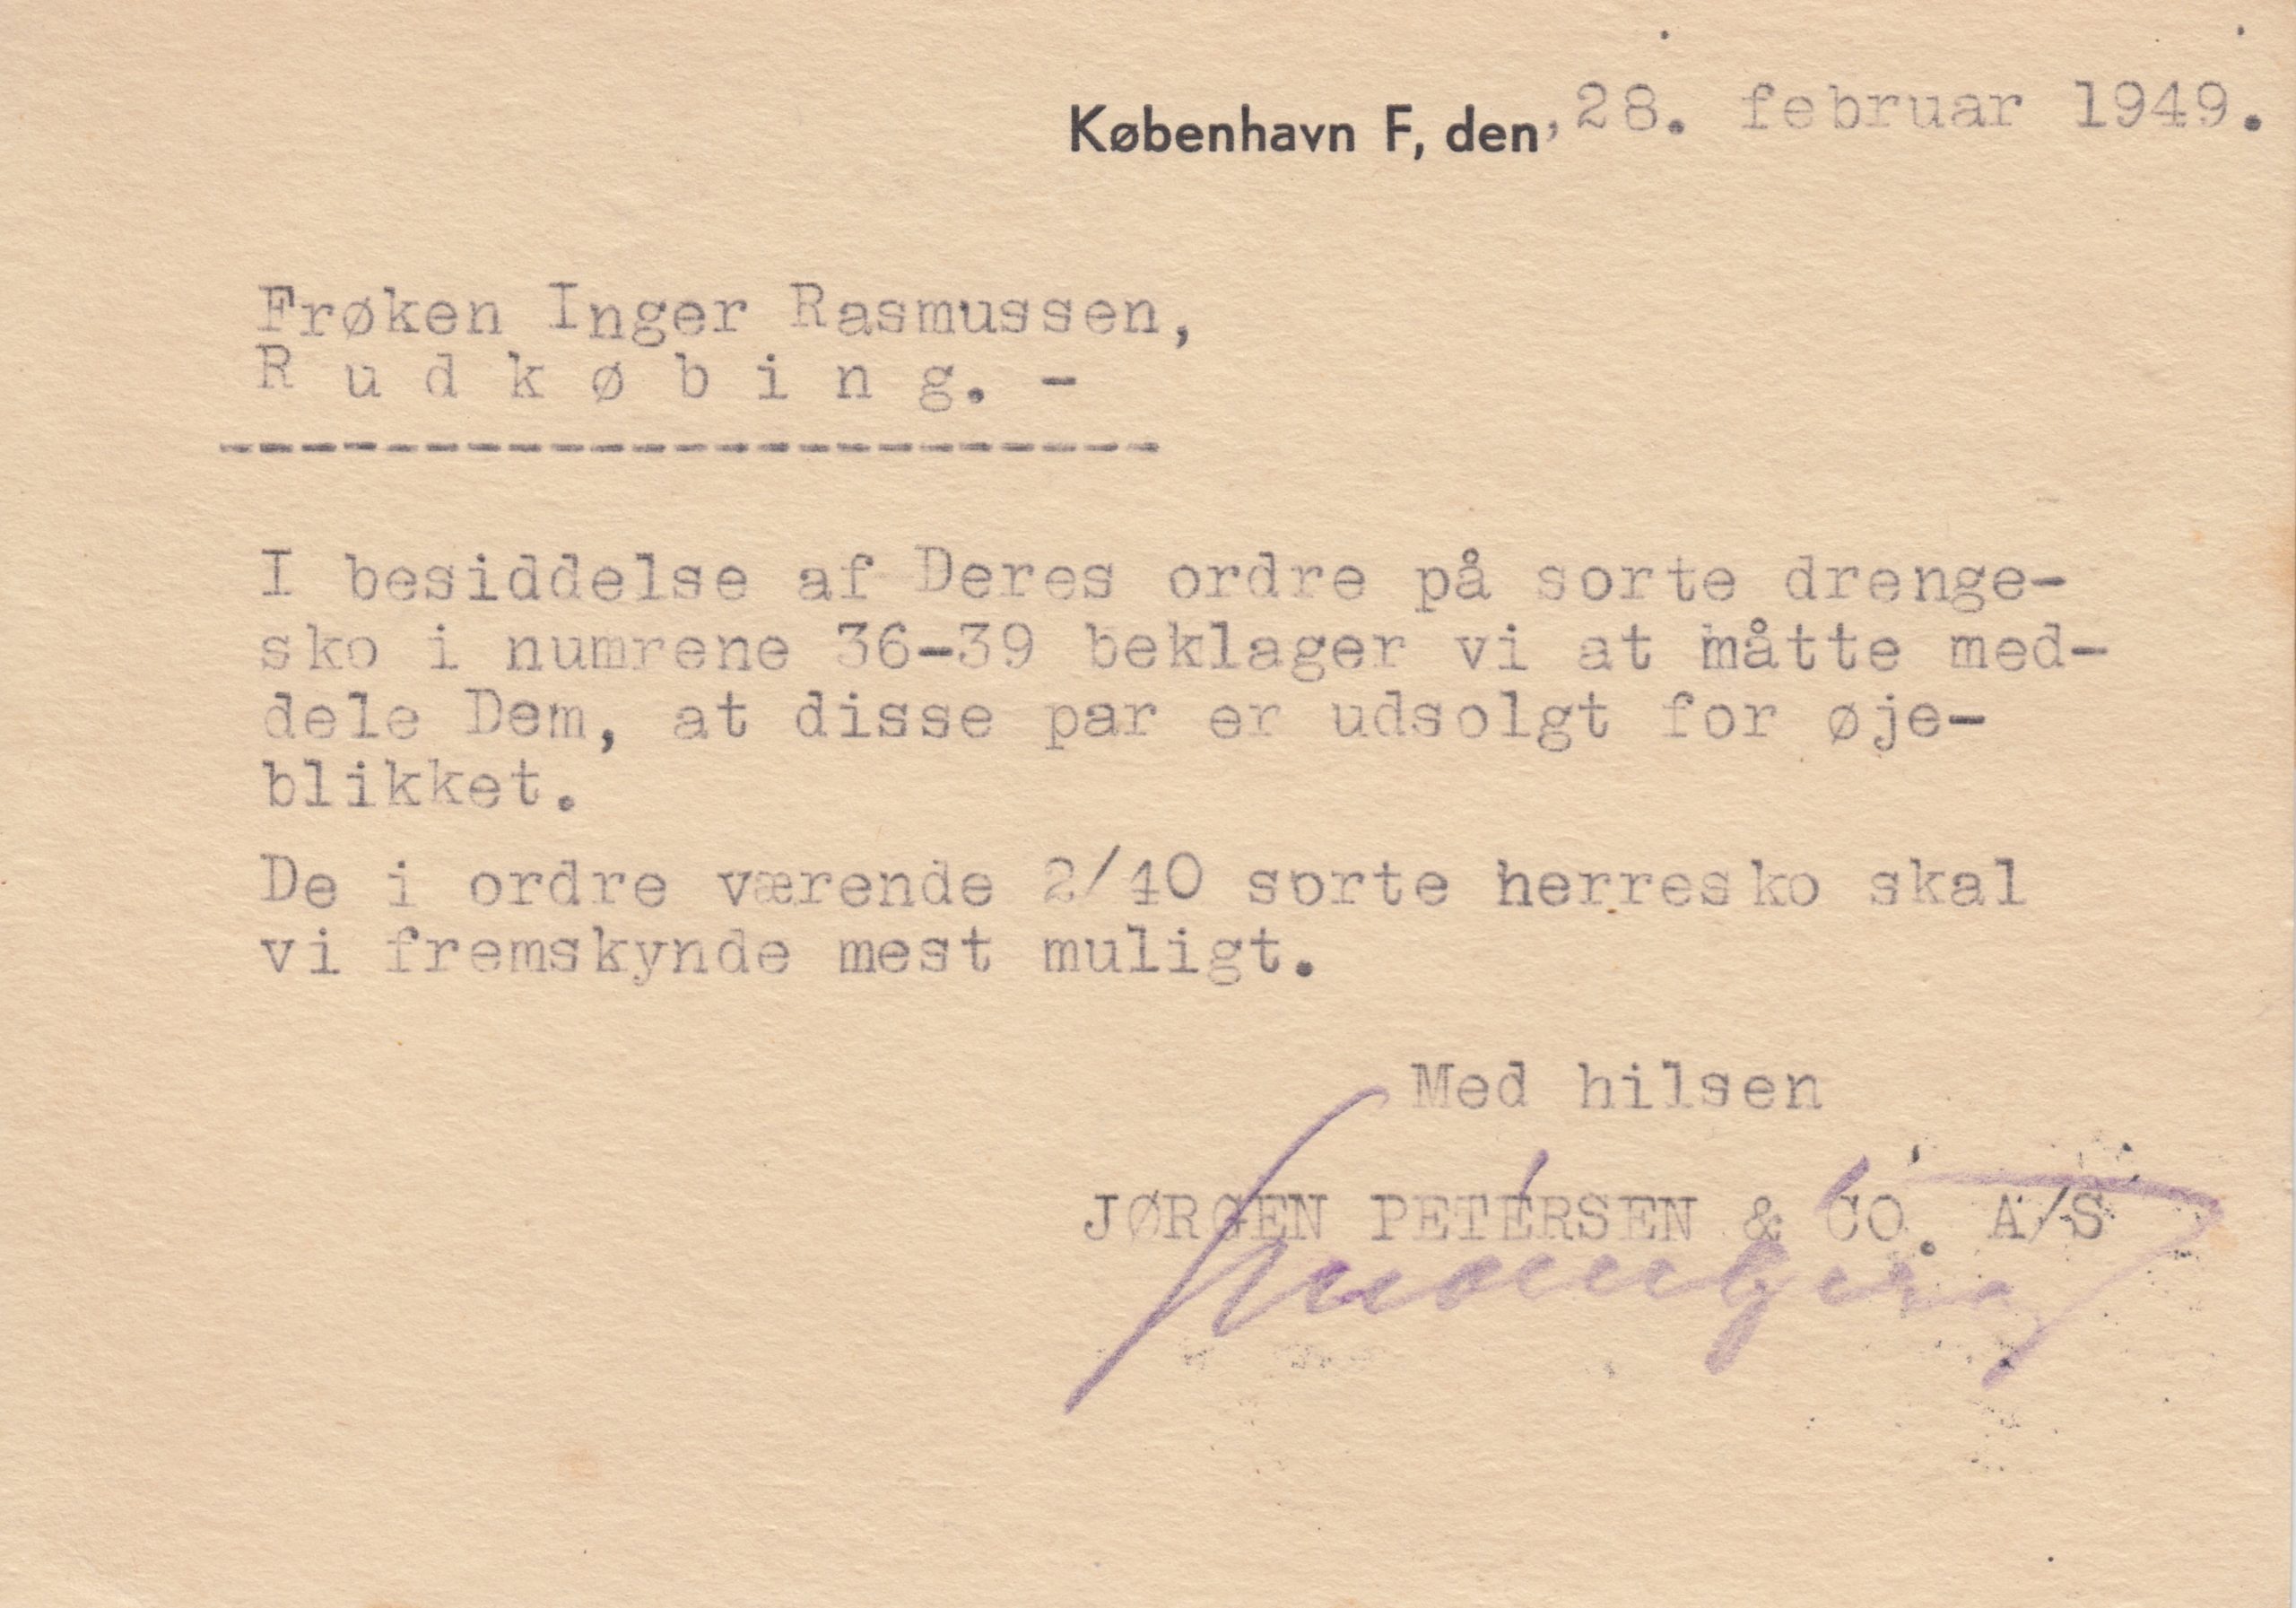 København F, den 28. februar 1949.
Frøken Inger Rasmussen,
R u d k ø b i n g. -
-----------------------
I besiddelse af Deres ordre på sorte drenge-
sko i numrene 36-39 beklager vi at måtte med-
dele Dem, at disse par er udsolgt for øje-
blikket.
De i ordre værende 2/40 sorte herresko skal
vi fremskynde mest muligt.
Med hilsen
JØRGEN PETERSEN & CO. A/S